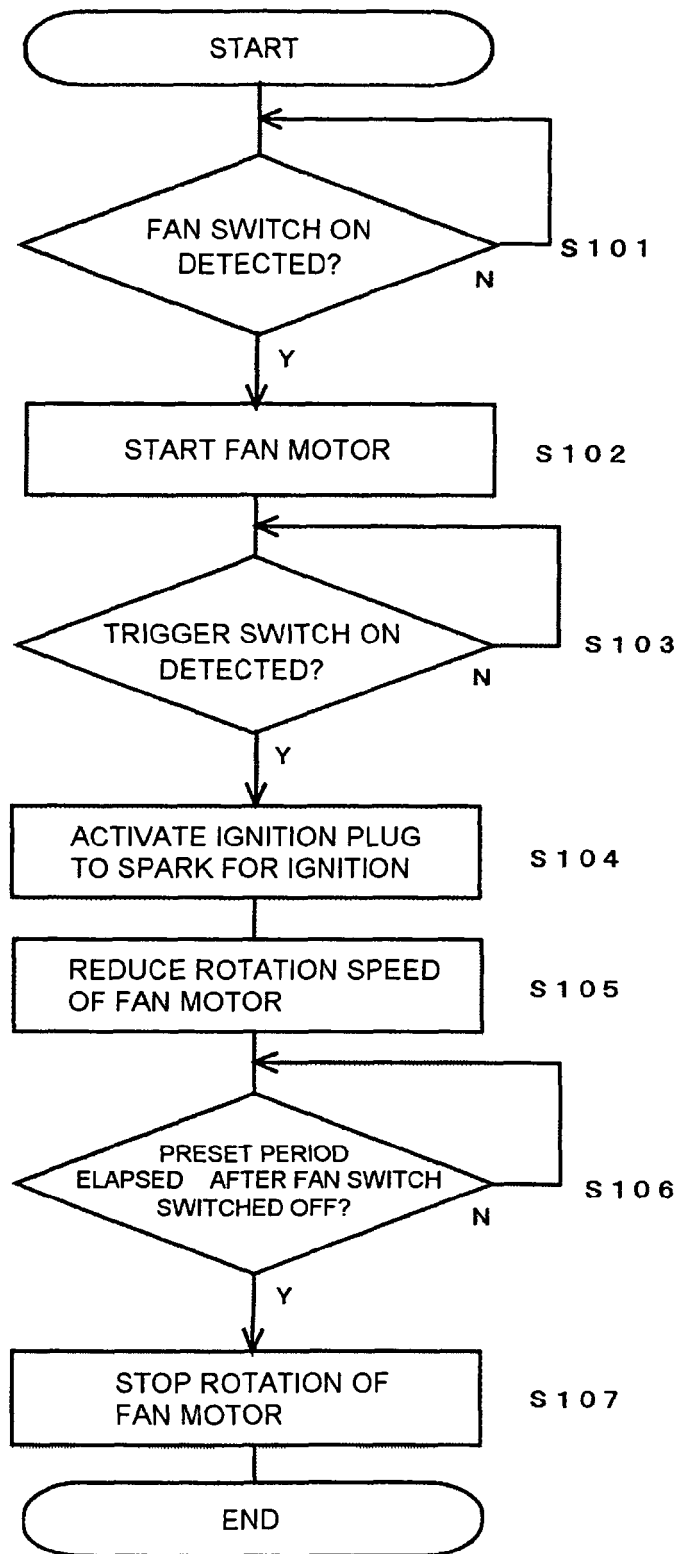 START
FAN SWITCH ON
DETECTED?
S101
N
Y
START FAN MOTOR
S102
TRIGGER SWITCH ON
DETECTED?
S103
N
Y
ACTIVATE IGNITION PLUG
TO SPARK FOR IGNITION
S104
REDUCE ROTATION SPEED
OF FAN MOTOR
S105
PRESET PERIOD
ELAPSED AFTER FAN SWITCH
SWITCHED OFF?
S106
N
Y
STOP ROTATION OF
FAN MOTOR
S107
END